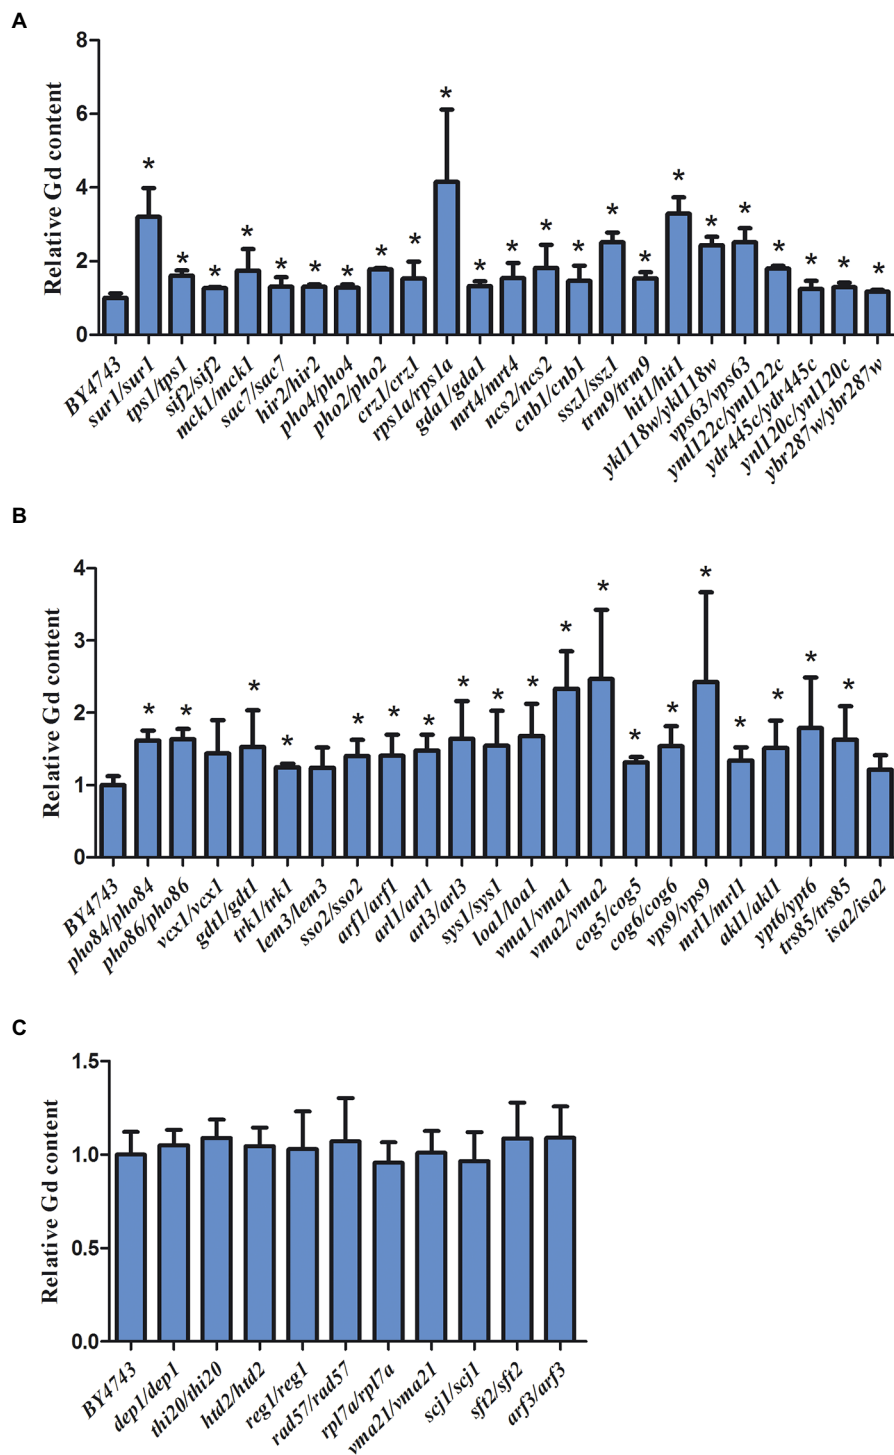 A
8
6
4
2
0
Relative Gd content
* * * * * * * * * * * * * * * * * * * * * * *
BY4743
sur1/sur1
tps1/tps1
sif2/sif2
mck1/mck1
sac7/sac7
hir2/hir2
pho4/pho4
pho2/pho2
crz1/crz1
rps1a/rps1a
gda1/gda1
mrt4/mrt4
ncs2/ncs2
cnb1/cnb1
ssz1/ssz1
trm9/trm9
hit1/hit1
ykl118w/ykl118w
vps63/vps63
yml122c/yml122c
ydr445c/ydr445c
ynl120c/ynl120c
ybr287w/ybr287w
B
4
3
2
1
0
Relative Gd content
* * * * * * * * * * * * * * * * * * *
BY4743
pho84/pho84
pho86/pho86
vcx1/vcx1
gdt1/gdt1
trk1/trk1
lem3/lem3
sso2/sso2
arf1/arf1
arl1/arl1
arl3/arl3
sys1/sys1
loa1/loa1
vma1/vma1
vma2/vma2
cog5/cog5
cog6/cog6
vps9/vps9
mrl1/mrl1
akl1/akl1
ypt6/ypt6
trs85/trs85
isa2/isa2
C
1.5
1.0
0.5
0.0
Relative Gd content
BY4743
dep1/dep1
thi20/thi20
htd2/htd2
reg1/reg1
rad57/rad57
rpl7a/rpl7a
vma21/vma21
scj1/scj1
sft2/sft2
arf3/arf3